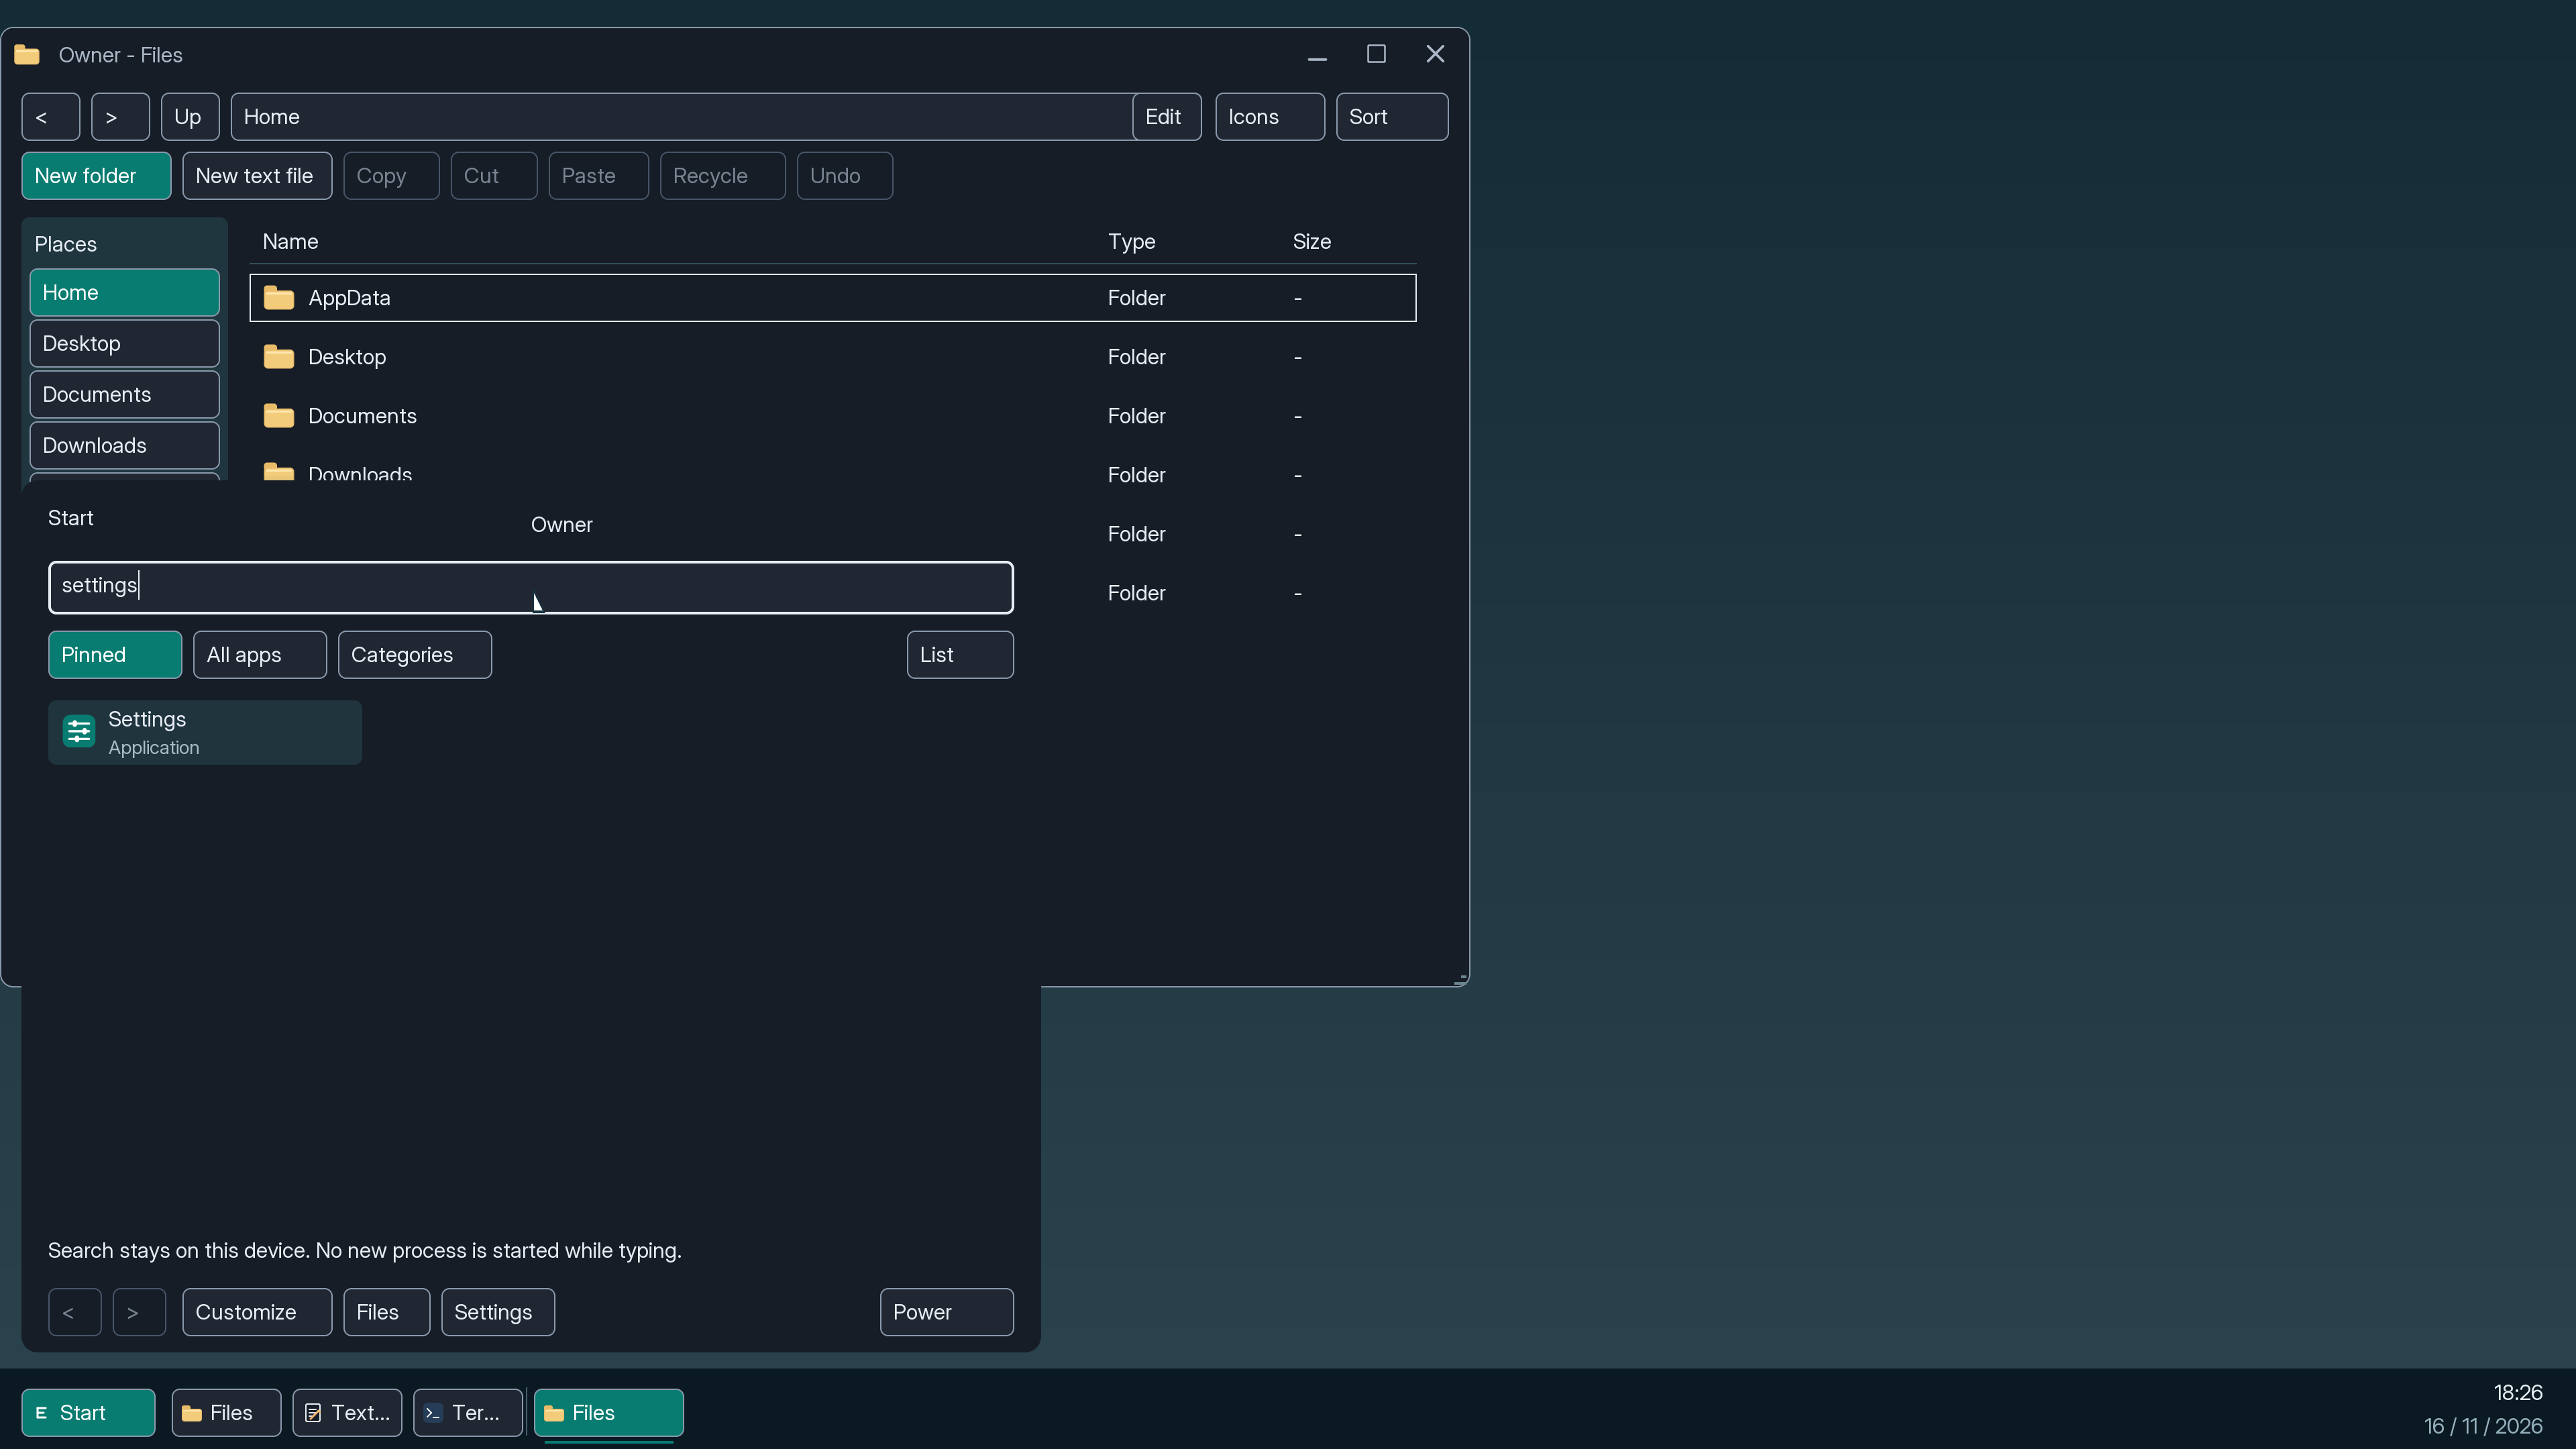 Owner - Files
< > Up Home Edit Icons Sort
New folder New text file Copy Cut Paste Recycle Undo
Places
Name Type Size
Home
AppData Folder -
Desktop
Desktop Folder -
Documents
Documents Folder -
Downloads
Downloads Folder -
Start
Owner
Folder -
settings
Folder -
Pinned All apps Categories List
Settings
Application
Search stays on this device. No new process is started while typing.
< > Customize Files Settings Power
E Start Files Text... Ter... Files
18:26
16 / 11 / 2026